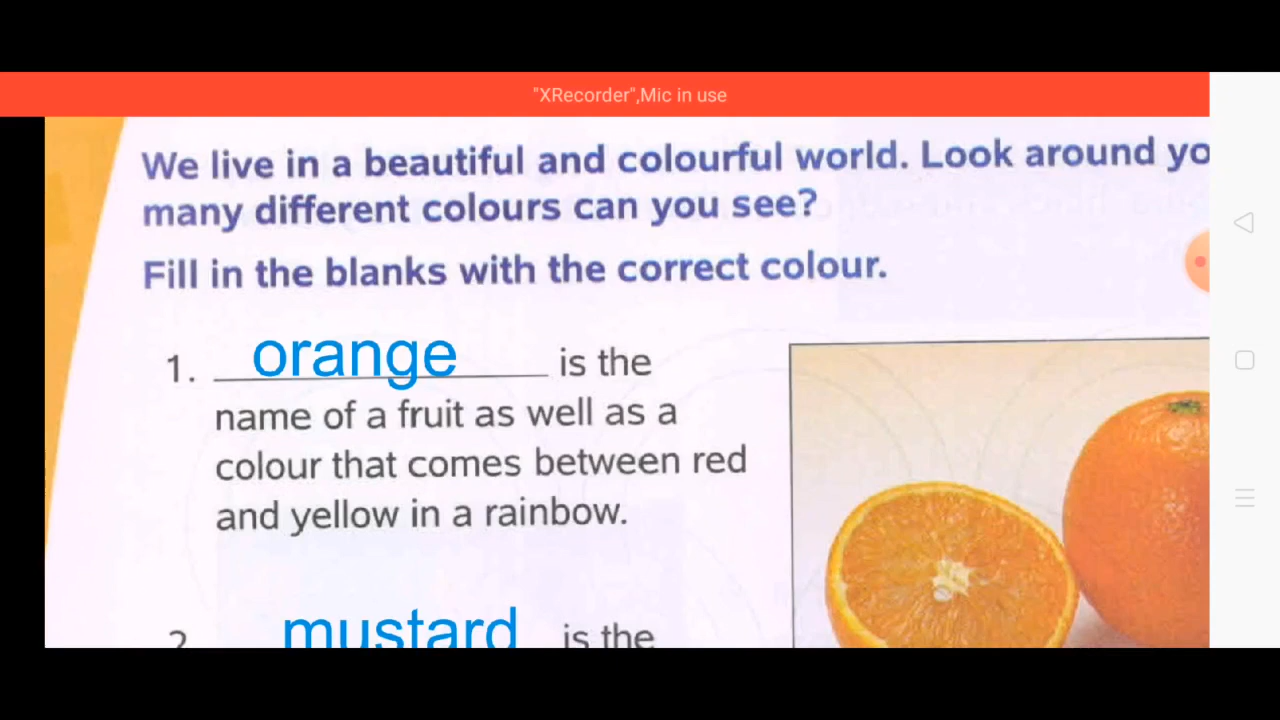 "XRecorder",Mic in use
We live in a beautiful and colourful world. Look around yo
many different colours can you see?
Fill in the blanks with the correct colour.
1. orange is the
name of a fruit as well as a
colour that comes between red
and yellow in a rainbow.
2 mustard is the